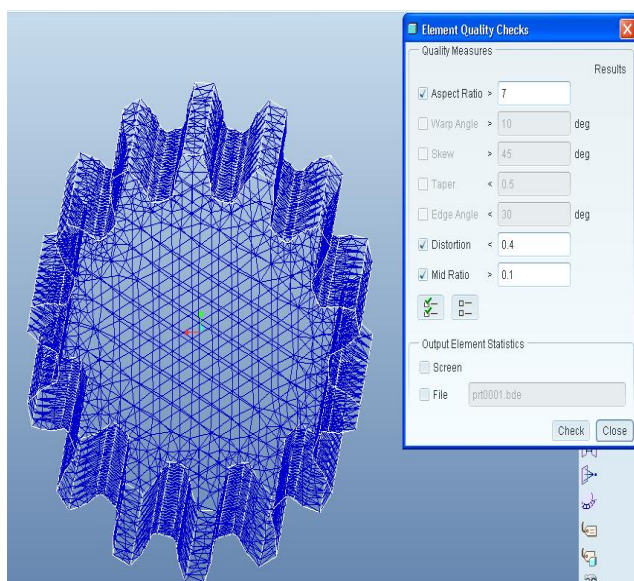 Element Quality Checks
Quality Measures
Results
Aspect Ratio > 7
Warp Angle > 10 deg
Skew > 45 deg
Taper < 0.5
Edge Angle < 30 deg
Distortion < 0.4
Mid Ratio > 0.1
Output Element Statistics
Screen
File prt0001.bde
Check Close